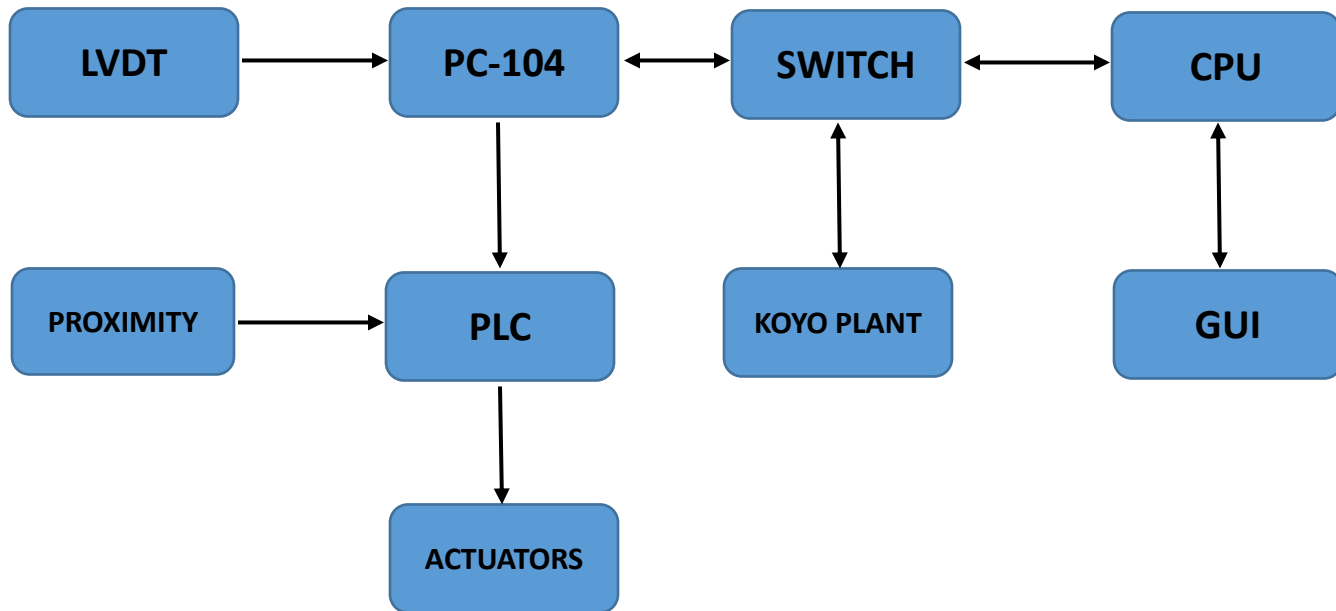 LVDT
PC-104
SWITCH
CPU
PROXIMITY
PLC
KOYO PLANT
GUI
ACTUATORS